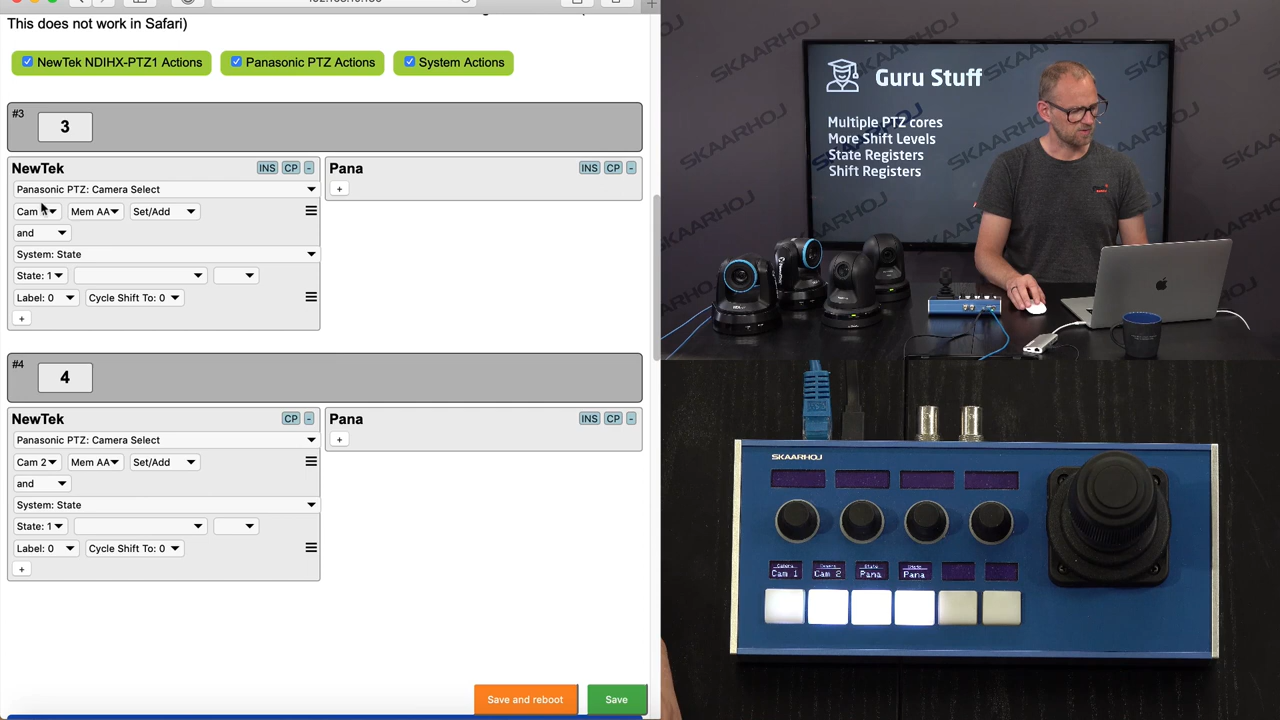 This does not work in Safari)
NewTek NDIHX-PTZ1 Actions
Panasonic PTZ Actions
System Actions
#3
3
NewTek
INS
CP
-
Panasonic PTZ: Camera Select
Cam
Mem AA
Set/Add
and
System: State
State: 1
Label: 0
Cycle Shift To: 0
+
Pana
INS
CP
-
+
#4
4
NewTek
CP
-
Panasonic PTZ: Camera Select
Cam 2
Mem AA
Set/Add
and
System: State
State: 1
Label: 0
Cycle Shift To: 0
+
Pana
INS
CP
-
+
Save and reboot
Save
Guru Stuff
Multiple PTZ cores
More Shift Levels
State Registers
Shift Registers
SKAARHOJ
SKAARHOJ
Cam 1
Cam 2
Pana
Pana